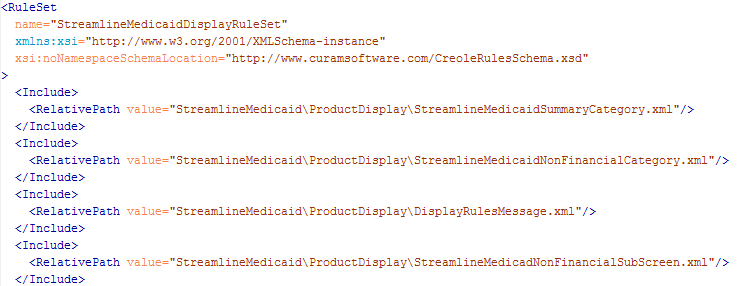 <RuleSet
name="StreamlineMedicaidDisplayRuleSet"
xmlns:xsi="http://www.w3.org/2001/XMLSchema-instance"
xsi:noNamespaceSchemaLocation="http://www.curamsoftware.com/CreoleRulesSchema.xsd"
>
<Include>
<RelativePath value="StreamlineMedicaid\ProductDisplay\StreamlineMedicaidSummaryCategory.xml"/>
</Include>
<Include>
<RelativePath value="StreamlineMedicaid\ProductDisplay\StreamlineMedicaidNonFinancialCategory.xml"/>
</Include>
<Include>
<RelativePath value="StreamlineMedicaid\ProductDisplay\DisplayRulesMessage.xml"/>
</Include>
<Include>
<RelativePath value="StreamlineMedicaid\ProductDisplay\StreamlineMedicadNonFinancialSubScreen.xml"/>
</Include>